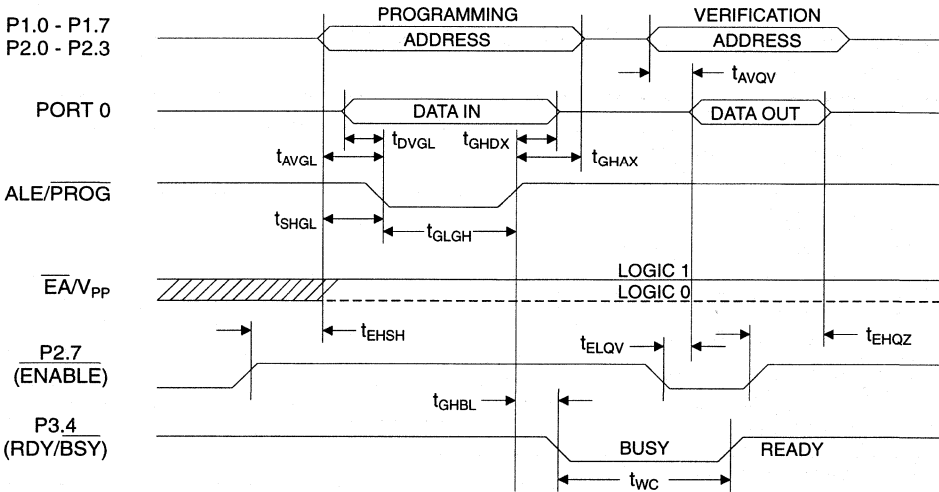 P1.0 - P1.7
P2.0 - P2.3
PROGRAMMING
ADDRESS
VERIFICATION
ADDRESS
tAVQV
PORT 0
DATA IN
DATA OUT
tDVGL
tGHDX
tAVGL
tGHAX
ALE/PROG
tSHGL
tGLGH
EA/VPP
LOGIC 1
LOGIC 0
tEHSH
tELQV
tEHQZ
P2.7
(ENABLE)
tGHBL
P3.4
(RDY/BSY)
BUSY
READY
tWC